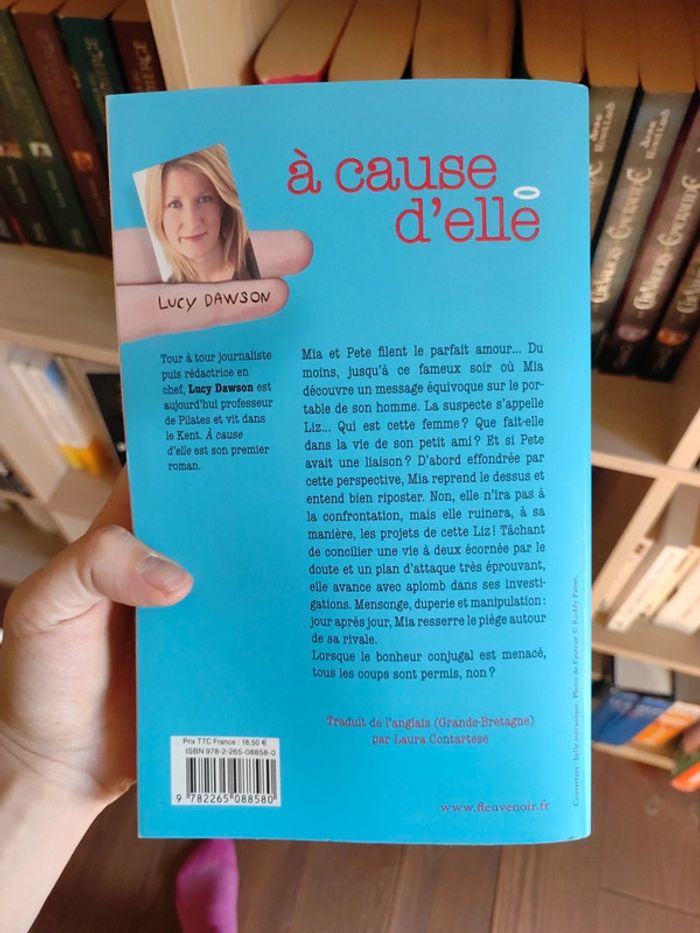 à cause
d'elle
LUCY DAWSON
Tour à tour journaliste
puis rédactrice en
chef, Lucy Dawson est
aujourd'hui professeur
de Pilates et vit dans
le Kent. À cause
d'elle est son premier
roman.
Mia et Pete filent le parfait amour... Du
moins, jusqu'à ce fameux soir où Mia
découvre un message équivoque sur le por-
table de son homme. La suspecte s'appelle
Liz... Qui est cette femme ? Que fait-elle
dans la vie de son petit ami ? Et si Pete
avait une liaison ? D'abord effondrée par
cette perspective, Mia reprend le dessus et
entend bien riposter. Non, elle n'ira pas à
la confrontation, mais elle ruinera, à sa
manière, les projets de cette Liz ! Tâchant
de concilier une vie à deux écornée par le
doute et un plan d'attaque très éprouvant,
elle avance avec aplomb dans ses investi-
gations. Mensonge, duperie et manipulation :
jour après jour, Mia resserre le piège autour
de sa rivale.
Lorsque le bonheur conjugal est menacé,
tous les coups sont permis, non ?
Traduit de l'anglais (Grande-Bretagne)
par Laura Contartese
Prix TTC France : 18,50 €
ISBN 978-2-265-08858-0
9 782265 088580
www.fleuvenoir.fr
Couverture : belle mécanique. Photo de l'auteur © Roddy Paine.